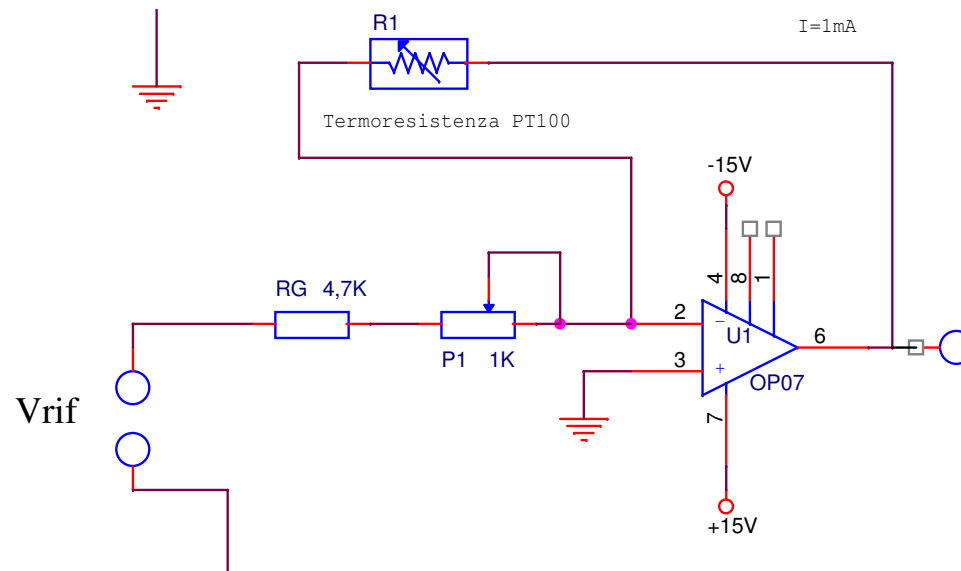 R1
I=1mA
Termoresistenza PT100
-15V
4
8
1
RG 4,7K
2
U1
6
P1 1K
3
OP07
Vrif
7
+15V